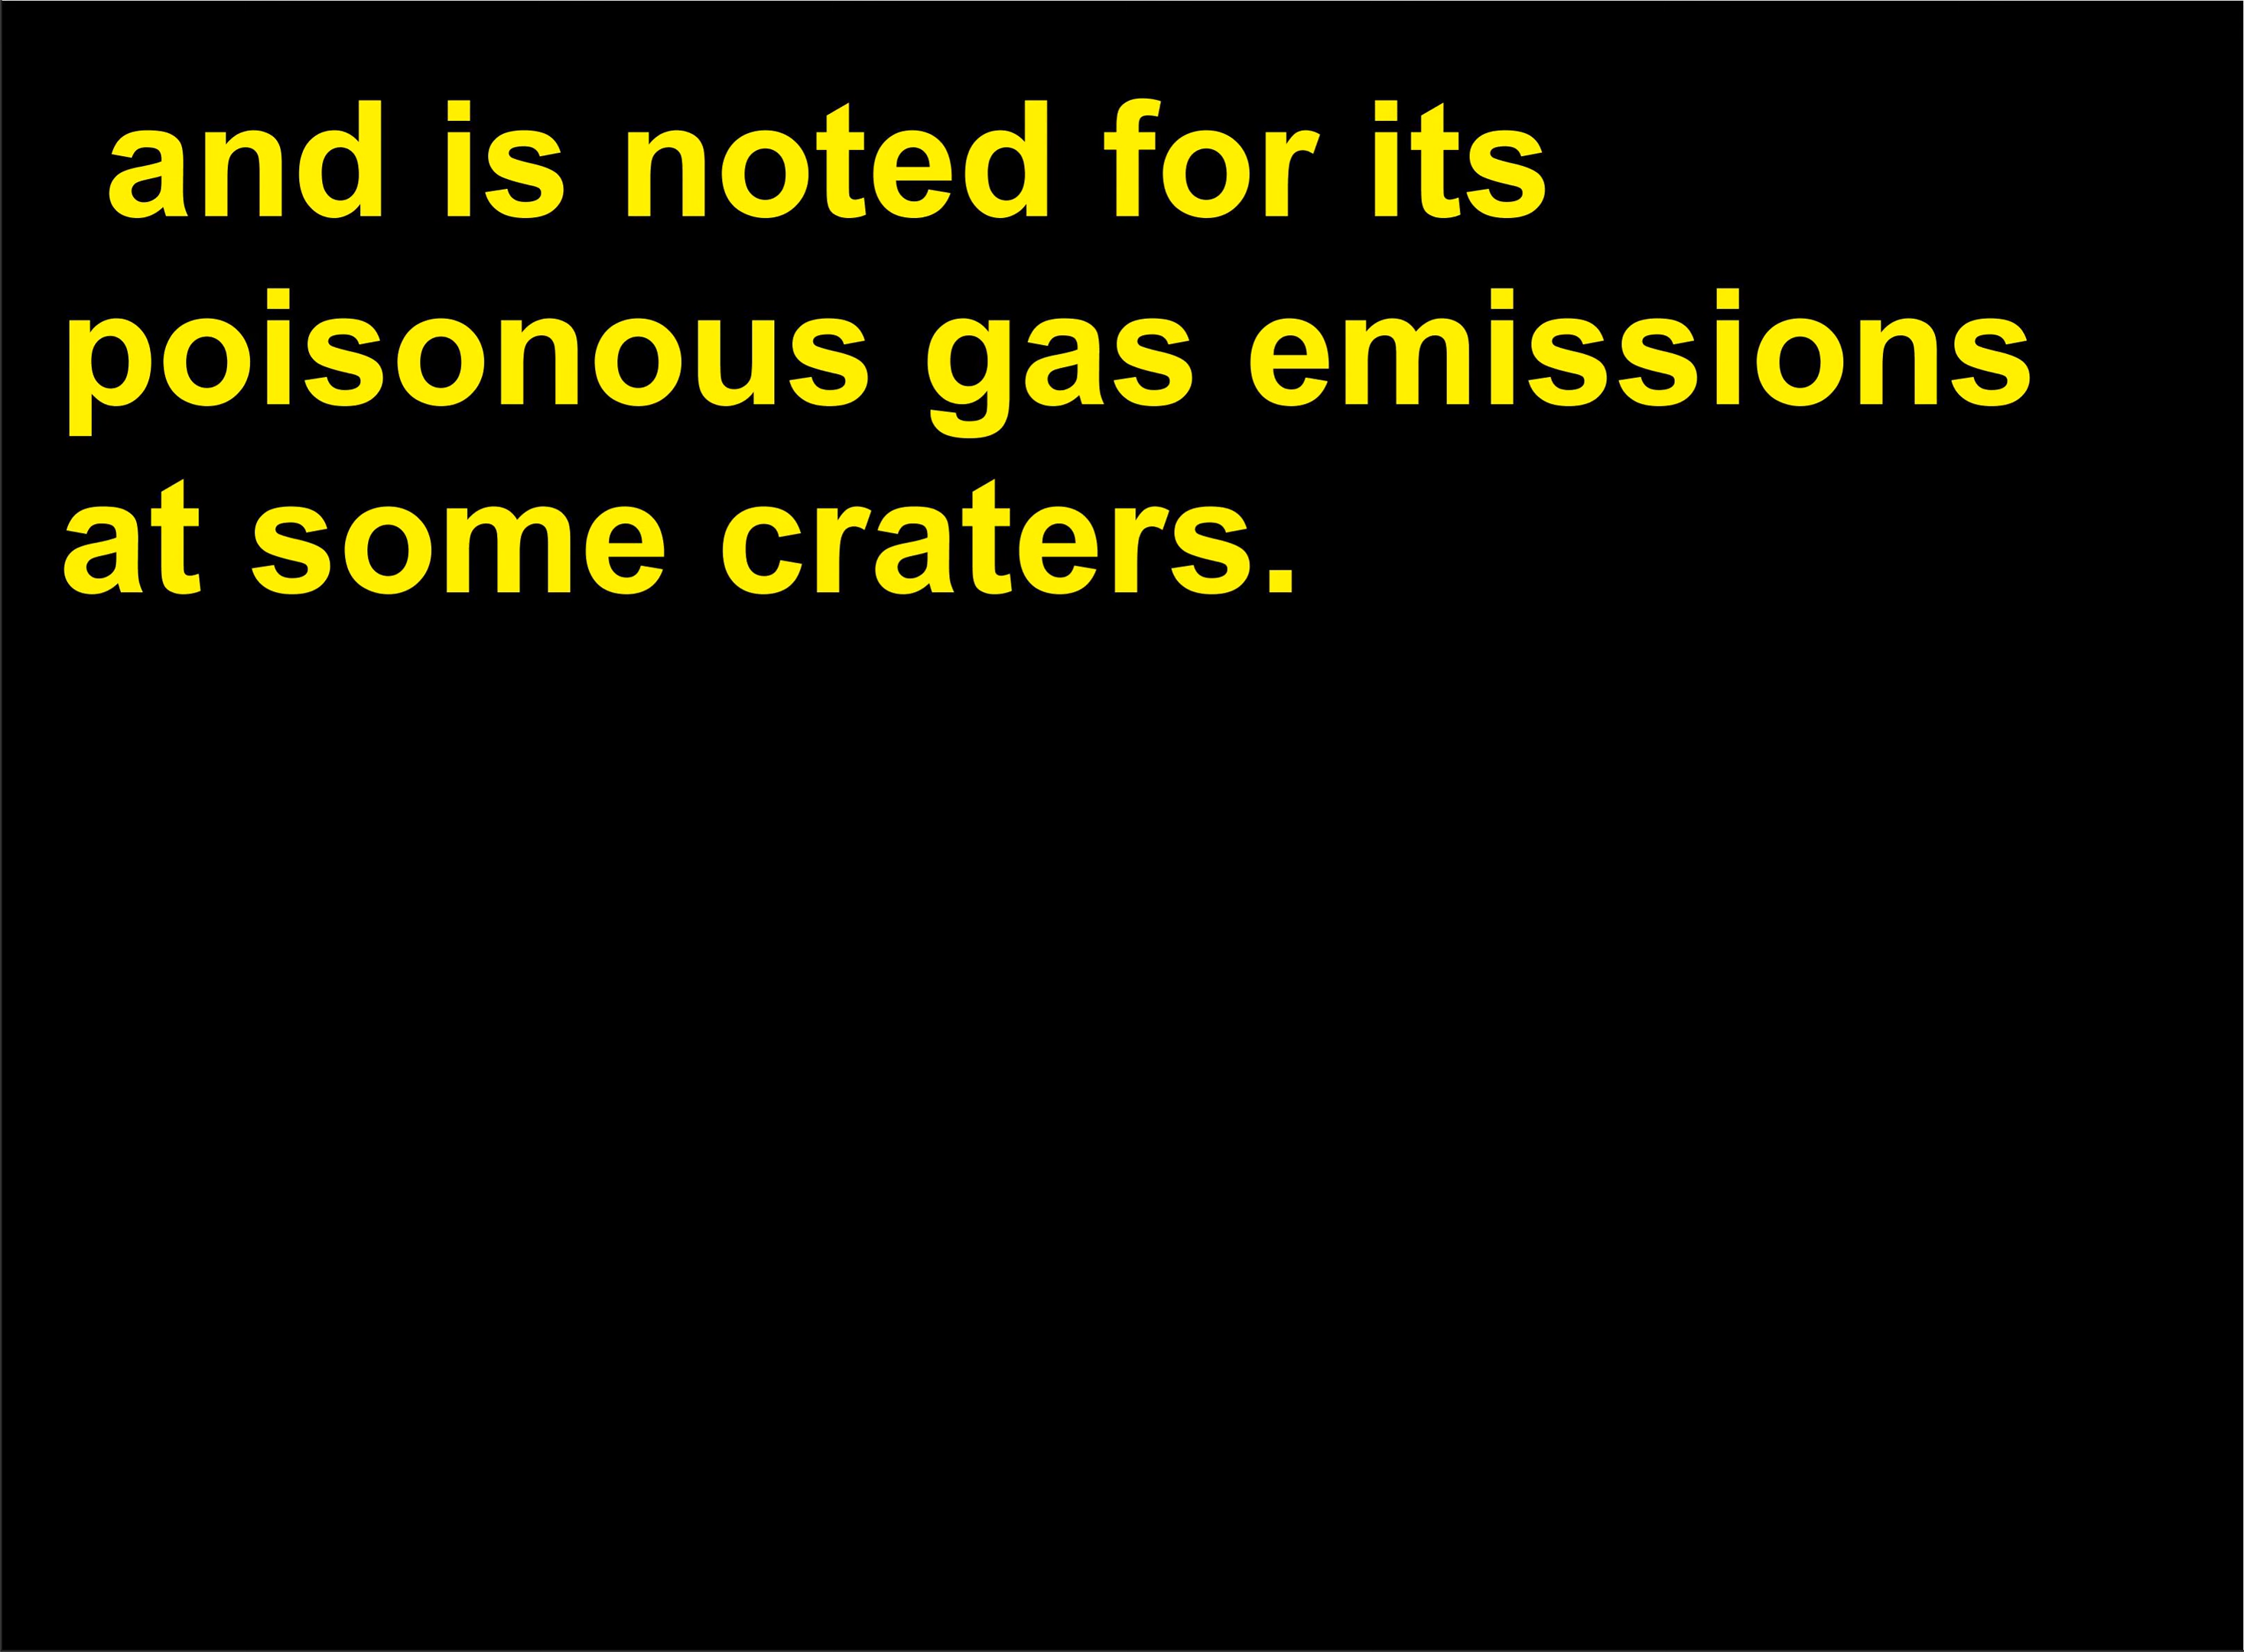 and is noted for its
poisonous gas emissions
at some craters.